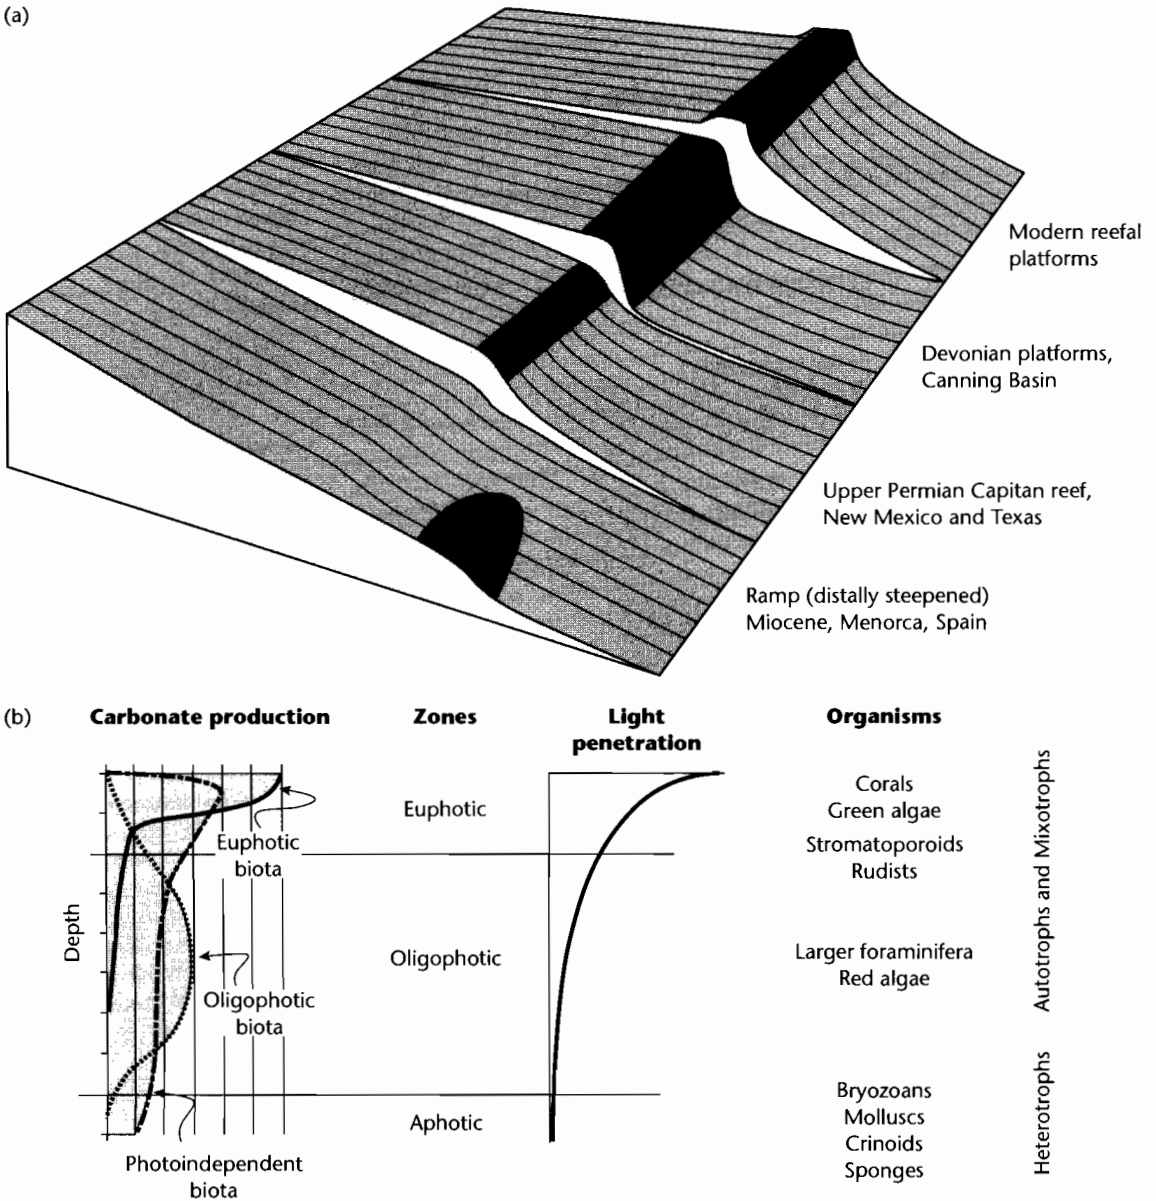 (a)
Modern reefal
platforms
Devonian platforms,
Canning Basin
Upper Permian Capitan reef,
New Mexico and Texas
Ramp (distally steepened)
Miocene, Menorca, Spain
(b)
Carbonate production
Zones
Light
penetration
Organisms
Depth
Euphotic
biota
Oligophotic
biota
Photoindependent
biota
Euphotic
Oligophotic
Aphotic
Corals
Green algae
Stromatoporoids
Rudists
Larger foraminifera
Red algae
Bryozoans
Molluscs
Crinoids
Sponges
Autotrophs and Mixotrophs
Heterotrophs